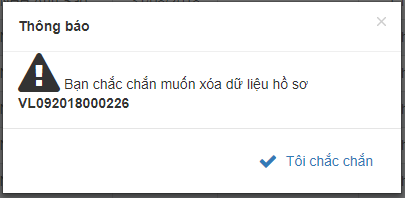 Thông báo
×
Bạn chắc chắn muốn xóa dữ liệu hồ sơ
VL092018000226
Tôi chắc chắn